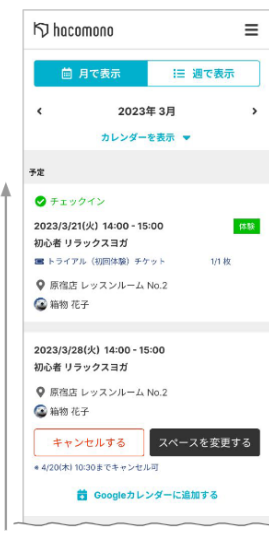 hacomono
月で表示 週で表示
2023年 3月
カレンダーを表示
予定
チェックイン
2023/3/21(火) 14:00 - 15:00 体験
初心者 リラックスヨガ
トライアル（初回体験）チケット 1/1 枚
原宿店 レッスンルーム No.2
箱物 花子
2023/3/28(火) 14:00 - 15:00
初心者 リラックスヨガ
原宿店 レッスンルーム No.2
箱物 花子
キャンセルする スペースを変更する
※ 4/20(木) 10:30までキャンセル可
Googleカレンダーに追加する